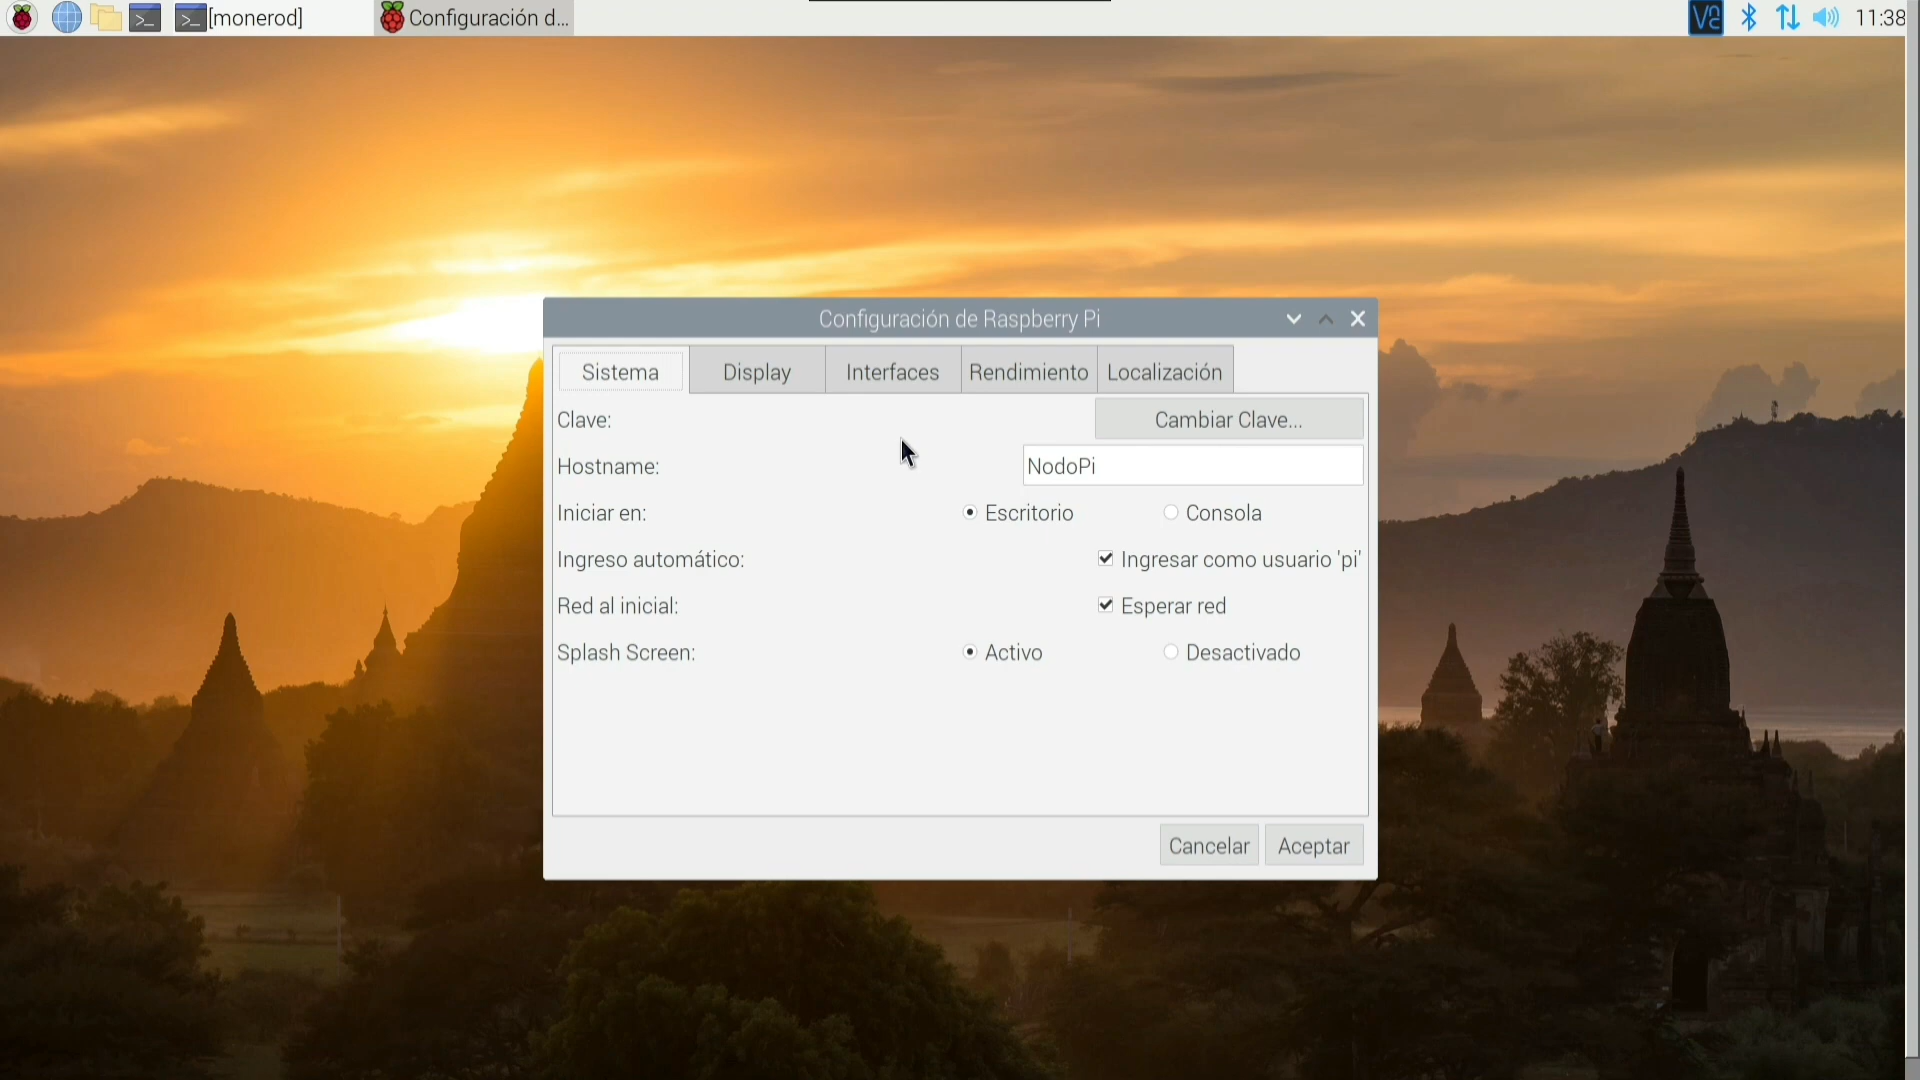 [monerod]
Configuración d...
VNC
11:38
Configuración de Raspberry Pi
Sistema Display Interfaces Rendimiento Localización
Clave: Cambiar Clave...
Hostname: NodoPi
Iniciar en: Escritorio Consola
Ingreso automático: Ingresar como usuario 'pi'
Red al inicial: Esperar red
Splash Screen: Activo Desactivado
Cancelar Aceptar